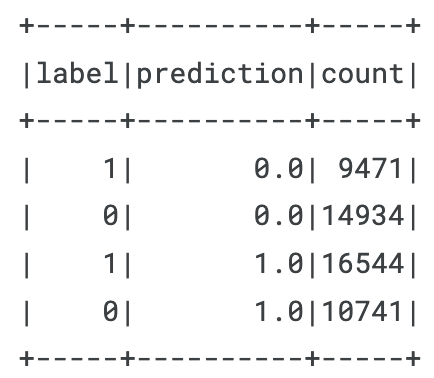 +-----+----------+-----+
|label|prediction|count|
+-----+----------+-----+
|    1|       0.0| 9471|
|    0|       0.0|14934|
|    1|       1.0|16544|
|    0|       1.0|10741|
+-----+----------+-----+